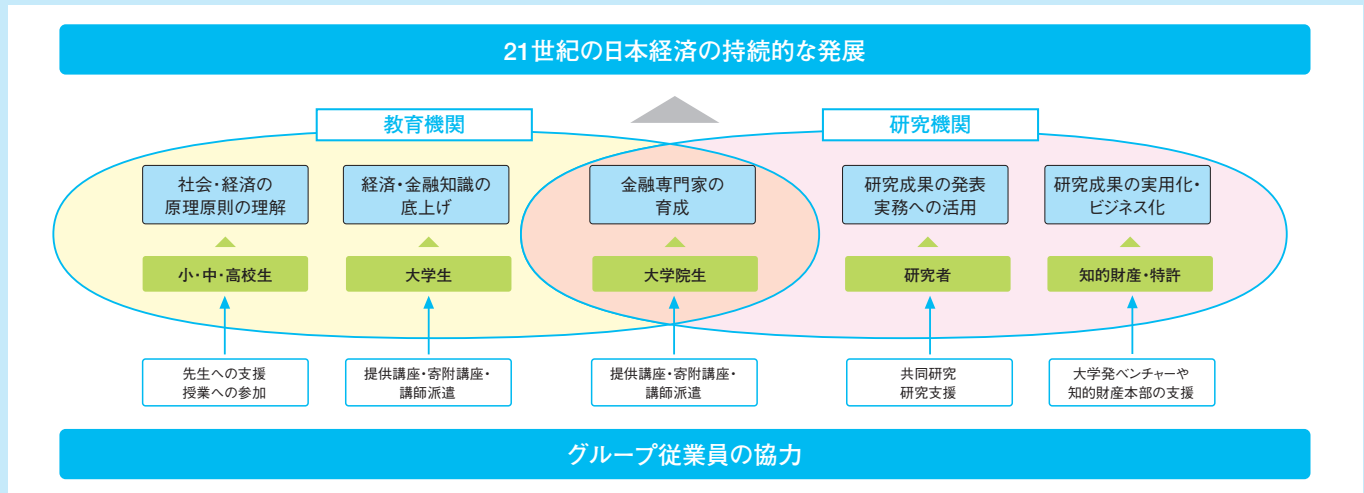 21世紀の日本経済の持続的な発展
教育機関
研究機関
社会・経済の
原理原則の理解
経済・金融知識の
底上げ
金融専門家の
育成
研究成果の発表
実務への活用
研究成果の実用化・
ビジネス化
小・中・高校生
大学生
大学院生
研究者
知的財産・特許
先生への支援
授業への参加
提供講座・寄附講座・
講師派遣
提供講座・寄附講座・
講師派遣
共同研究
研究支援
大学発ベンチャーや
知的財産本部の支援
グループ従業員の協力